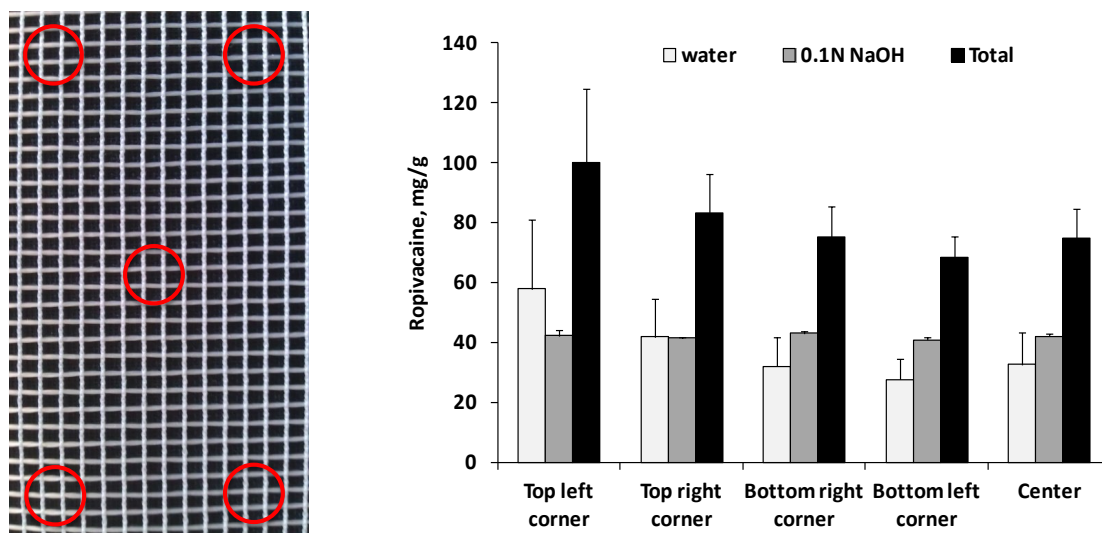 140
water 0.1N NaOH Total
120
100
80
60
40
20
0
Ropivacaine, mg/g
Top left
corner
Top right
corner
Bottom right
corner
Bottom left
corner
Center